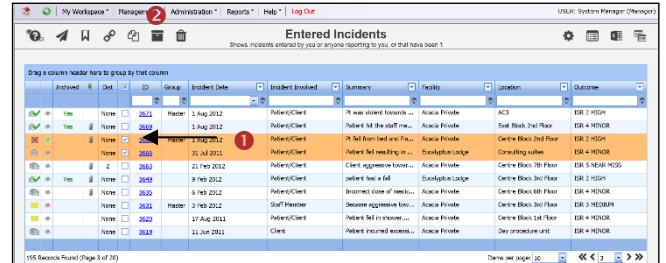 My Workspace Management Administration Reports Help Log Out USER: System Manager (Manager)
2
Entered Incidents
Shows incidents entered by you or anyone reporting to you, or that have been
Drag a column header here to group by that column
Archived Dist ID Group Incident Date Incident Involved Summary Facility Location Outcome
Yes None 3671 Master 1 Aug 2012 Patient/Client Pt was violent towards ... Acacia Private AC3 ISR 2 HIGH
Yes None 3669 1 Aug 2012 Patient/Client Patient hit the staff me... Acacia Private East Block 2nd Floor ISR 4 MINOR
None Master 1 Aug 2012 Patient/Client Pt fell from bed and Fra... Acacia Private Centre Block 2nd Floor ISR 2 HIGH
1
None 3666 31 Jul 2011 Patient/Client Patient fell resulting in ... Eucalyptus Lodge Consulting suites ISR 4 MINOR
2 3663 21 Feb 2012 Patient/Client Client aggressive towar... Acacia Private Centre Block 7th Floor ISR 5 NEAR MISS
Yes None 3649 9 Feb 2012 Patient/Client patient had a fall Eucalyptus Lodge Centre Block 3rd Floor ISR 2 HIGH
None 3635 6 Feb 2012 Patient/Client Incorrect dose of medic... Acacia Private Centre Block 6th Floor ISR 4 MINOR
None 3631 Master 3 Feb 2012 Staff Member Became aggressive tow... Acacia Private Centre Block 3rd Floor ISR 3 MEDIUM
None 3620 17 Aug 2011 Patient/Client Patient fell in shower.... Acacia Private Centre Block 1st Floor ISR 4 MINOR
None 3619 11 Jun 2011 Client Patient incurred excessi... Acacia Private Day procedure unit ISR 4 MINOR
195 Records Found (Page 3 of 20) Items per page: 10 3